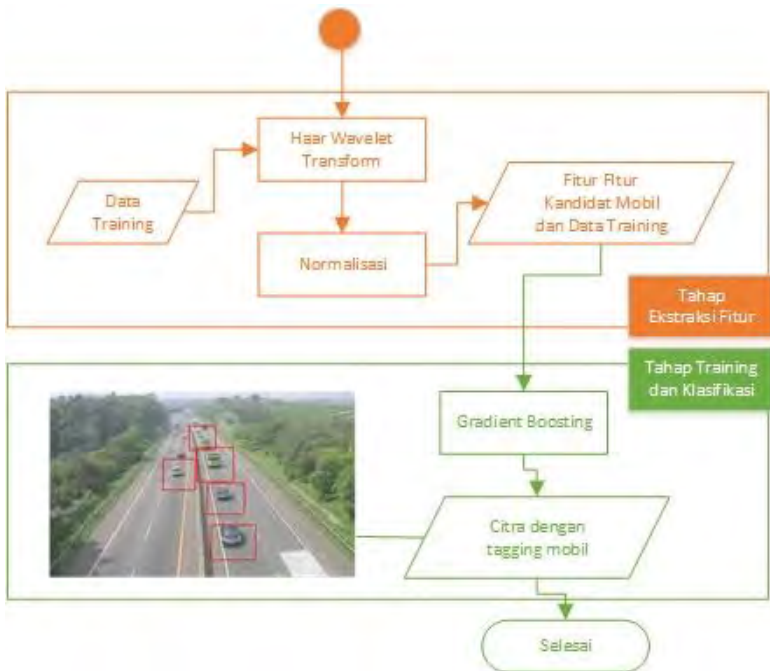 Haar Wavelet
Transform
Data
Training
Fitur Fitur
Kandidat Mobil
dan Data Training
Normalisasi
Tahap
Ekstraksi Fitur
Tahap Training
dan Klasifikasi
Gradient Boosting
Citra dengan
tagging mobil
Selesai